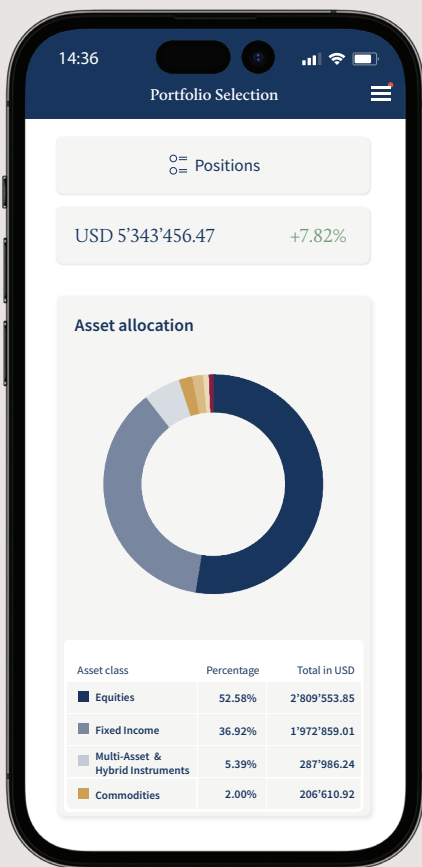 14:36
Portfolio Selection
Positions
USD 5’343’456.47 +7.82%
Asset allocation
Asset class Percentage Total in USD
Equities 52.58% 2’809’553.85
Fixed Income 36.92% 1’972’859.01
Multi-Asset &
Hybrid Instruments 5.39% 287’986.24
Commodities 2.00% 206’610.92